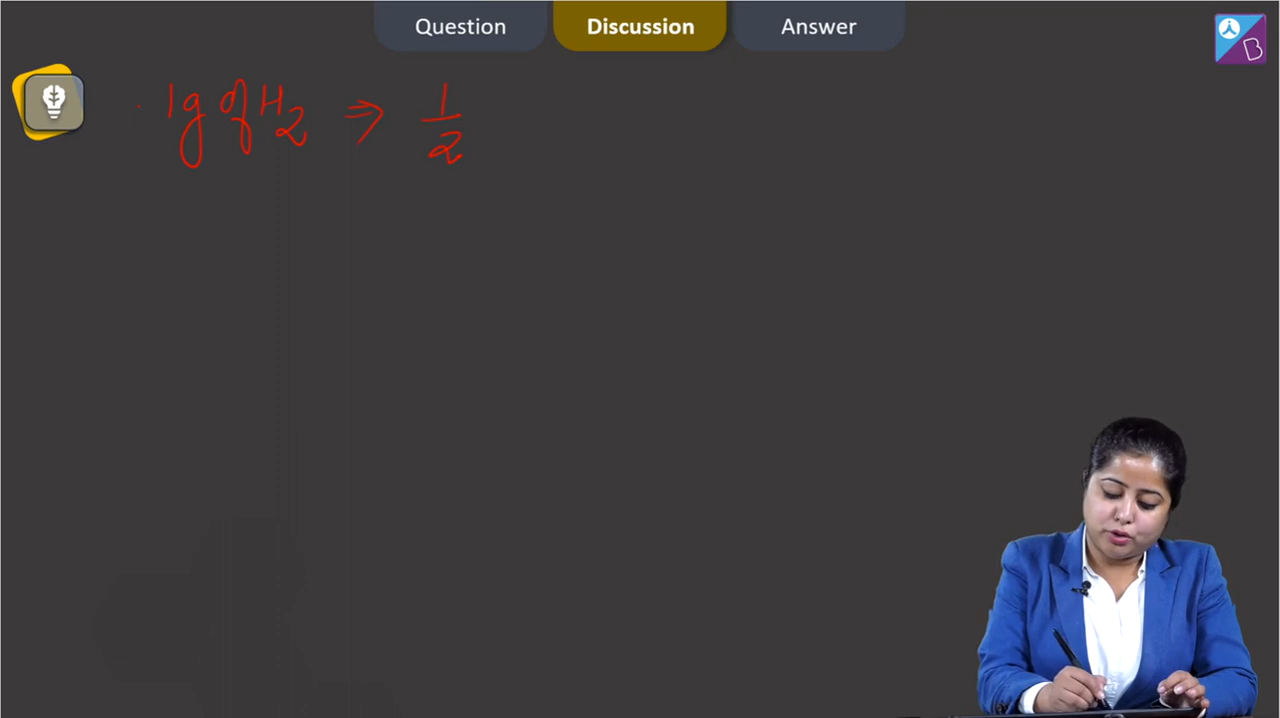 Question Discussion Answer
1g of H2 ⇒ 1/2
B